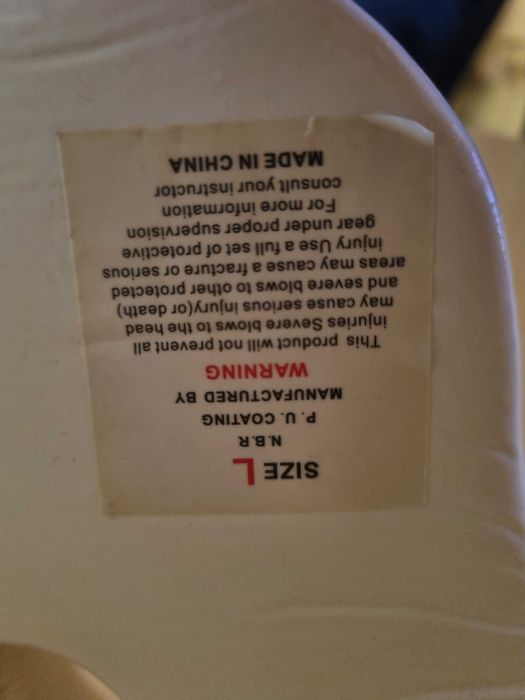 SIZE L
N.B.R
P. U. COATING
MANUFACTURED BY
WARNING
This product will not prevent all
injuries Severe blows to the head
may cause serious injury(or death)
and severe blows to other protected
areas may cause a fracture or serious
injury Use a full set of protective
gear under proper supervision
For more information
consult your instructor
MADE IN CHINA